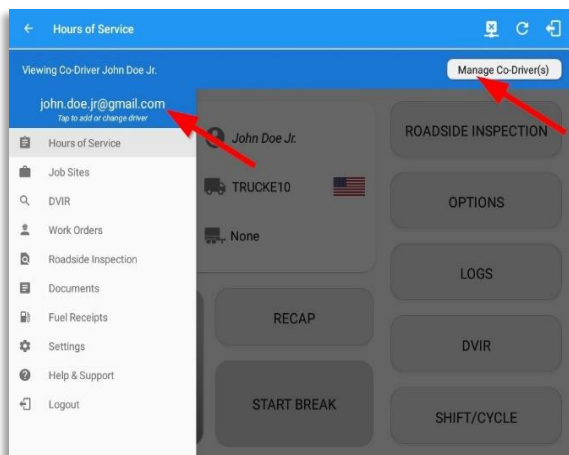 Hours of Service
Viewing Co-Driver John Doe Jr.
Manage Co-Driver(s)
john.doe.jr@gmail.com
Tap to add or change driver
Hours of Service
Job Sites
DVIR
Work Orders
Roadside Inspection
Documents
Fuel Receipts
Settings
Help & Support
Logout
John Doe Jr.
TRUCKE10
None
RECAP
START BREAK
ROADSIDE INSPECTION
OPTIONS
LOGS
DVIR
SHIFT/CYCLE